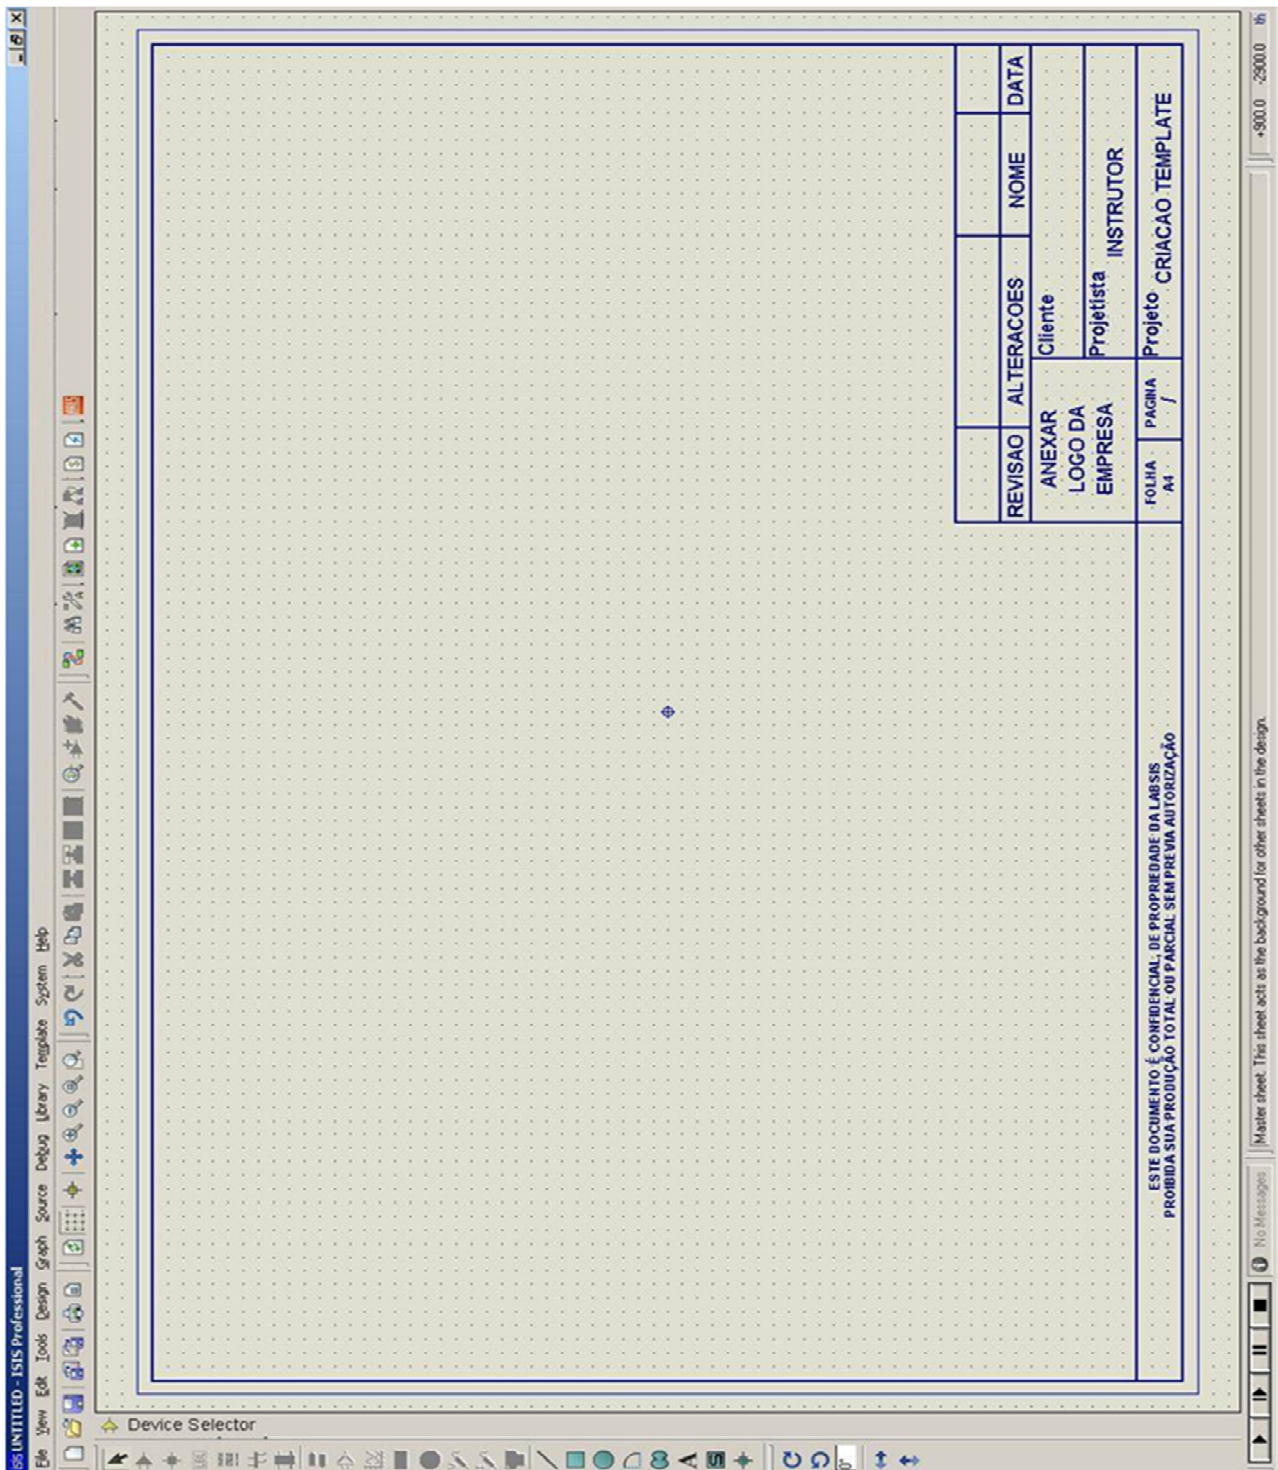 ISIS UNTITLED - ISIS Professional
File View Edit Tools Design Graph Source Debug Library Template System Help
Device Selector
REVISAO ALTERACOES NOME DATA
ANEXAR
LOGO DA
EMPRESA
Cliente
Projetista
INSTRUTOR
FOLHA
A4
PAGINA
/
Projeto
CRIACAO TEMPLATE
ESTE DOCUMENTO É CONFIDENCIAL, DE PROPRIEDADE DA LABSIS
PROIBIDA SUA PRODUÇÃO TOTAL OU PARCIAL SEM PREVIA AUTORIZAÇÃO
No Messages
Master sheet. This sheet acts as the background for other sheets in the design.
+900.0 -2900.0 th